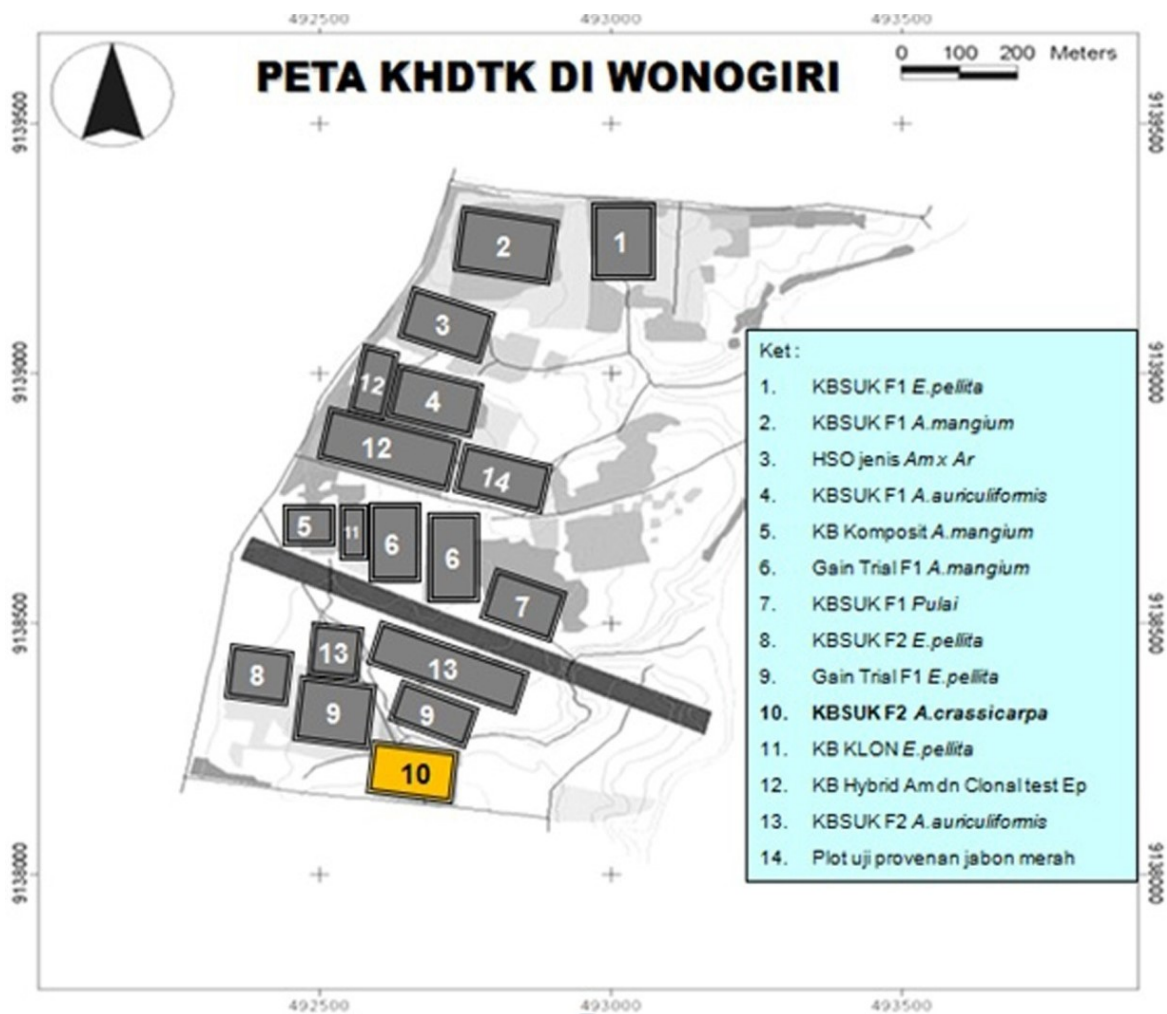 492500 493000 493500
PETA KHDTK DI WONOGIRI
0 100 200 Meters
9139500 9139500
2 1
3
Ket :
12 4
1. KBSUK F1 E.pellita
2. KBSUK F1 A.mangium
3. HSO jenis Am x Ar
4. KBSUK F1 A.auriculiformis
5. KB Komposit A.mangium
6. Gain Trial F1 A.mangium
7. KBSUK F1 Pulai
8. KBSUK F2 E.pellita
9. Gain Trial F1 E.pellita
10. KBSUK F2 A.crassicarpa
11. KB KLON E.pellita
12. KB Hybrid Am dn Clonal test Ep
13. KBSUK F2 A.auriculiformis
14. Plot uji provenan jabon merah
9139000 9139000
12 14
5 11 6 6
7
9138500 9138500
8 13 13
9 9
10
9138000 9138000
492500 493000 493500